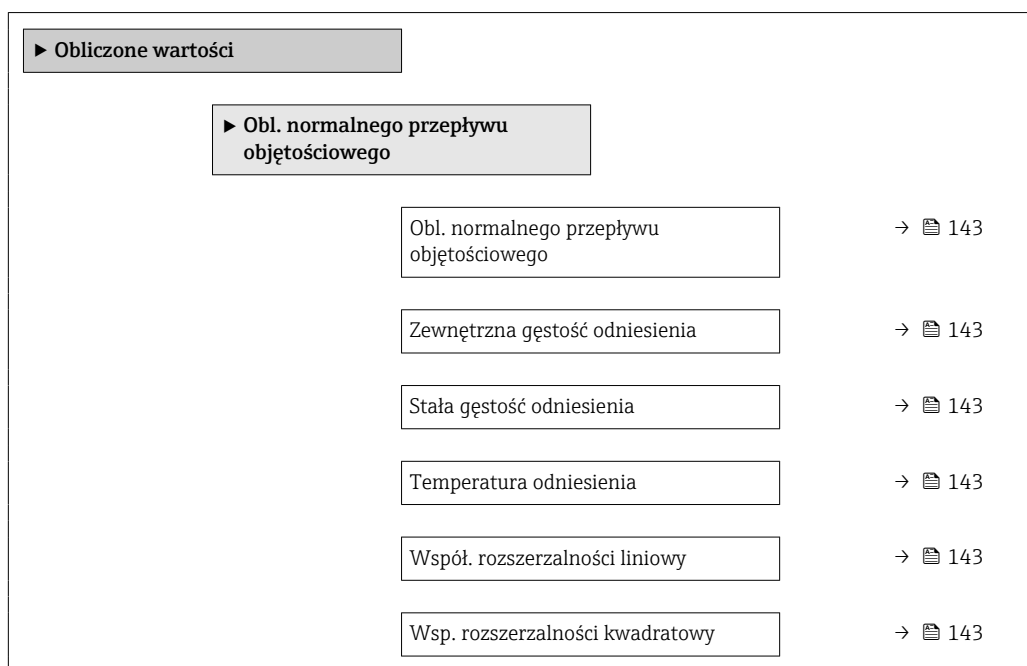 ▶ Obliczone wartości
▶ Obl. normalnego przepływu
objętościowego
Obl. normalnego przepływu → 143
objętościowego
Zewnętrzna gęstość odniesienia → 143
Stała gęstość odniesienia → 143
Temperatura odniesienia → 143
Współ. rozszerzalności liniowy → 143
Wsp. rozszerzalności kwadratowy → 143